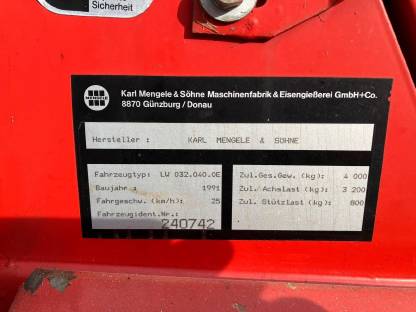 Sicherheit
MENGELE
Karl Mengele & Söhne Maschinenfabrik & Eisengießerei GmbH+Co.
8870 Günzburg / Donau
Hersteller : KARL MENGELE & SÖHNE
Fahrzeugtyp: LW 032.040.0E
Baujahr : 1991
Fahrgeschw. (km/h): 25
Fahrzeugident.Nr.:
240742
Zul.Ges.Gew. (kg): 4 000
Zul. Achslast (kg): 3 200
Zul. Stützlast (kg): 800